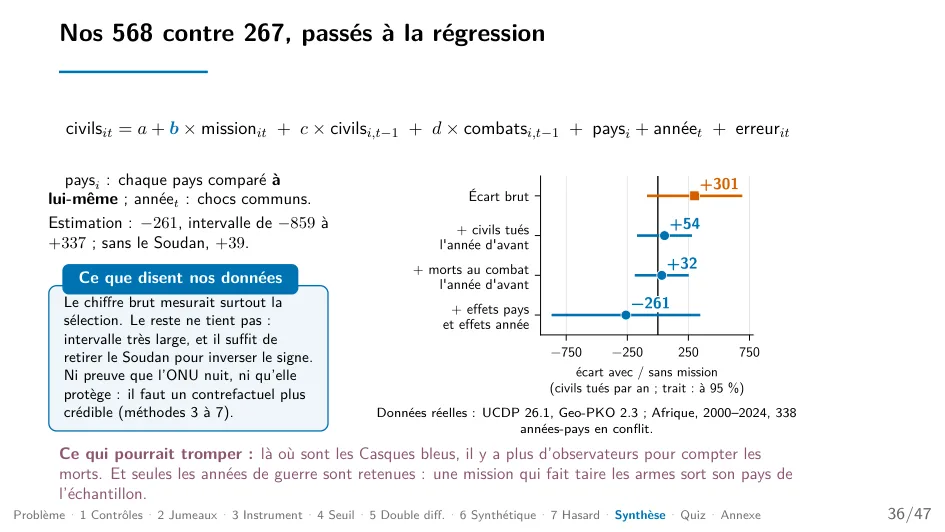 Nos 568 contre 267, passés à la régression
civils_it = a + b × mission_it + c × civils_i,t−1 + d × combats_i,t−1 + pays_i + année_t + erreur_it
pays_i : chaque pays comparé à
lui-même ; année_t : chocs communs.
Estimation : −261, intervalle de −859 à
+337 ; sans le Soudan, +39.
Ce que disent nos données
Le chiffre brut mesurait surtout la
sélection. Le reste ne tient pas :
intervalle très large, et il suffit de
retirer le Soudan pour inverser le signe.
Ni preuve que l'ONU nuit, ni qu'elle
protège : il faut un contrefactuel plus
crédible (méthodes 3 à 7).
Écart brut
+301
+ civils tués
l'année d'avant
+54
+ morts au combat
l'année d'avant
+32
+ effets pays
et effets année
−261
−750 −250 250 750
écart avec / sans mission
(civils tués par an ; trait : à 95 %)
Données réelles : UCDP 26.1, Geo-PKO 2.3 ; Afrique, 2000–2024, 338
années-pays en conflit.
Ce qui pourrait tromper : là où sont les Casques bleus, il y a plus d'observateurs pour compter les
morts. Et seules les années de guerre sont retenues : une mission qui fait taire les armes sort son pays de
l'échantillon.
Problème · 1 Contrôles · 2 Jumeaux · 3 Instrument · 4 Seuil · 5 Double diff. · 6 Synthétique · 7 Hasard · Synthèse · Quiz · Annexe
36/47